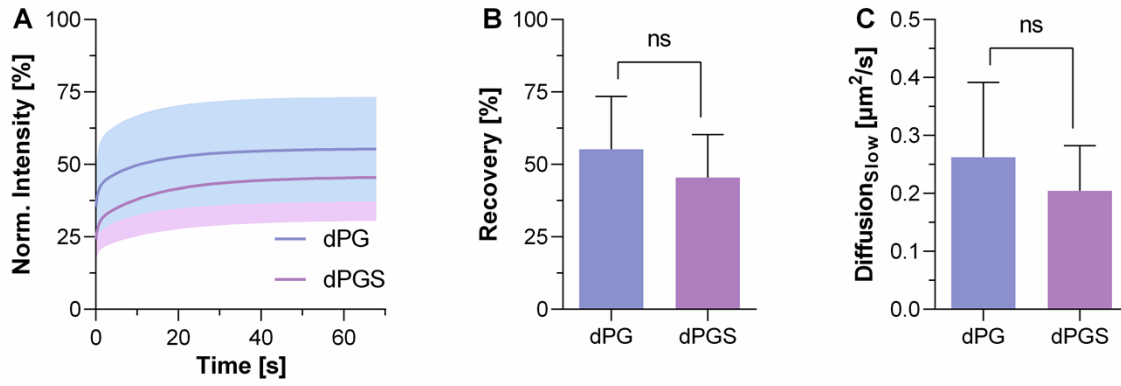 A
Norm. Intensity [%]
100
75
50
25
0
0
20
40
60
Time [s]
dPG
dPGS
B
Recovery [%]
100
75
50
25
0
ns
dPG
dPGS
C
Diffusion_Slow [µm²/s]
0.5
0.4
0.3
0.2
0.1
0.0
ns
dPG
dPGS